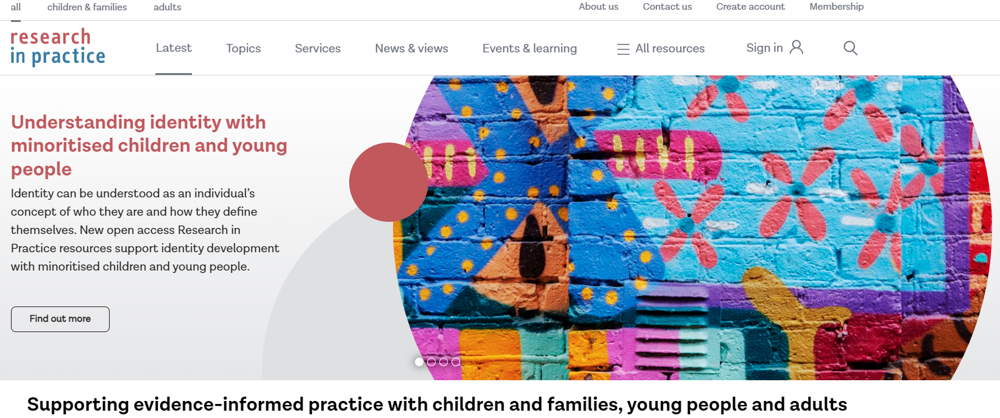 all children & families adults About us Contact us Create account Membership
research
in practice
Latest Topics Services News & views Events & learning All resources Sign in
Understanding identity with
minoritised children and young
people
Identity can be understood as an individual’s
concept of who they are and how they define
themselves. New open access Research in
Practice resources support identity development
with minoritised children and young people.
Find out more
Supporting evidence-informed practice with children and families, young people and adults